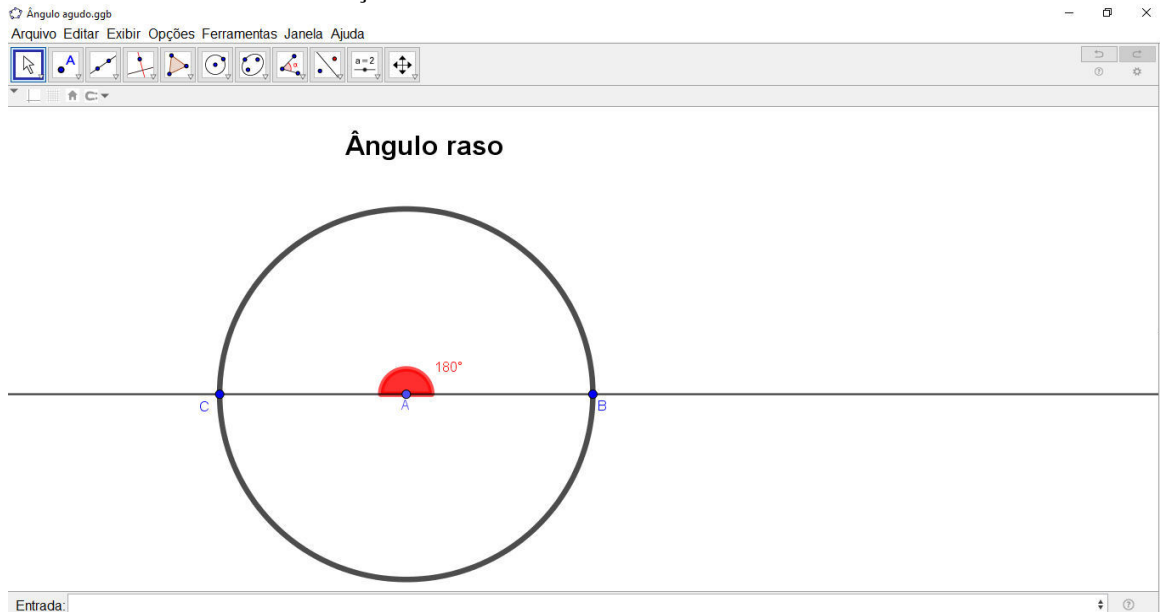 Ângulo agudo.ggb
Arquivo Editar Exibir Opções Ferramentas Janela Ajuda
A
a=2
Ângulo raso
180°
C A B
Entrada: